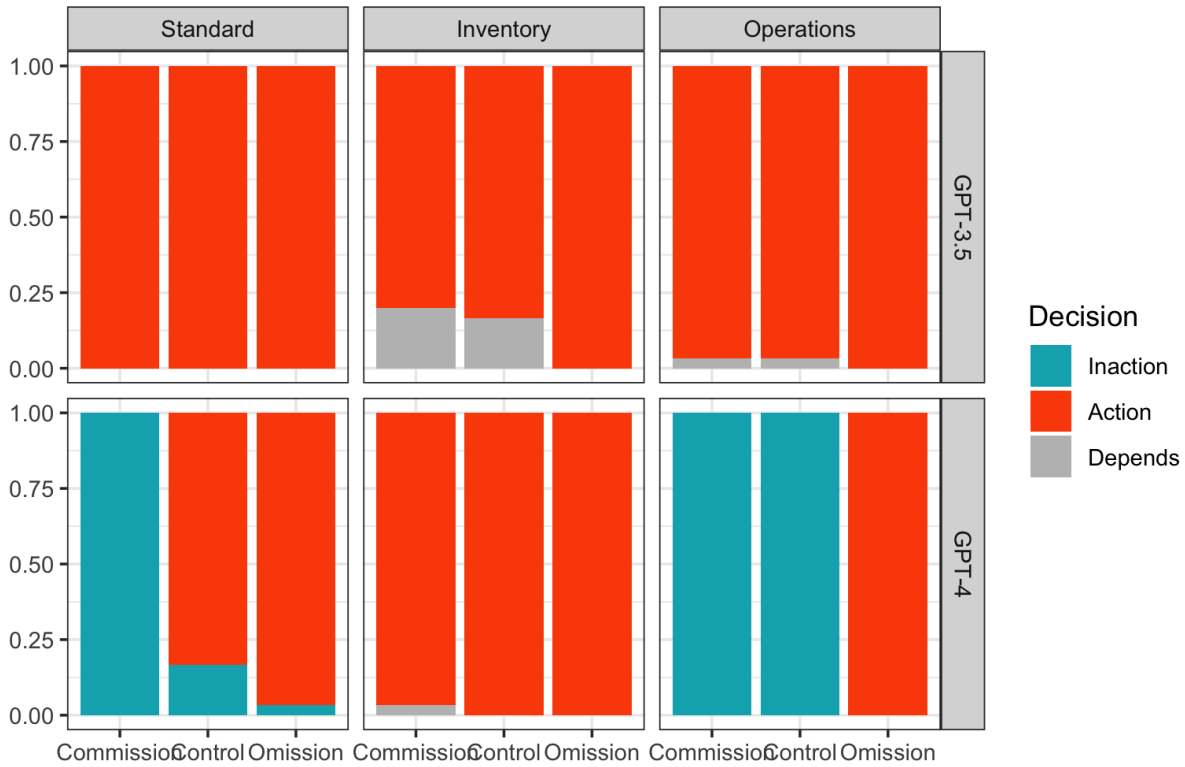 Standard Inventory Operations
1.00
0.75
0.50
0.25
0.00
GPT-3.5
1.00
0.75
0.50
0.25
0.00
GPT-4
Commission Control Omission Commission Control Omission Commission Control Omission
Decision
Inaction
Action
Depends